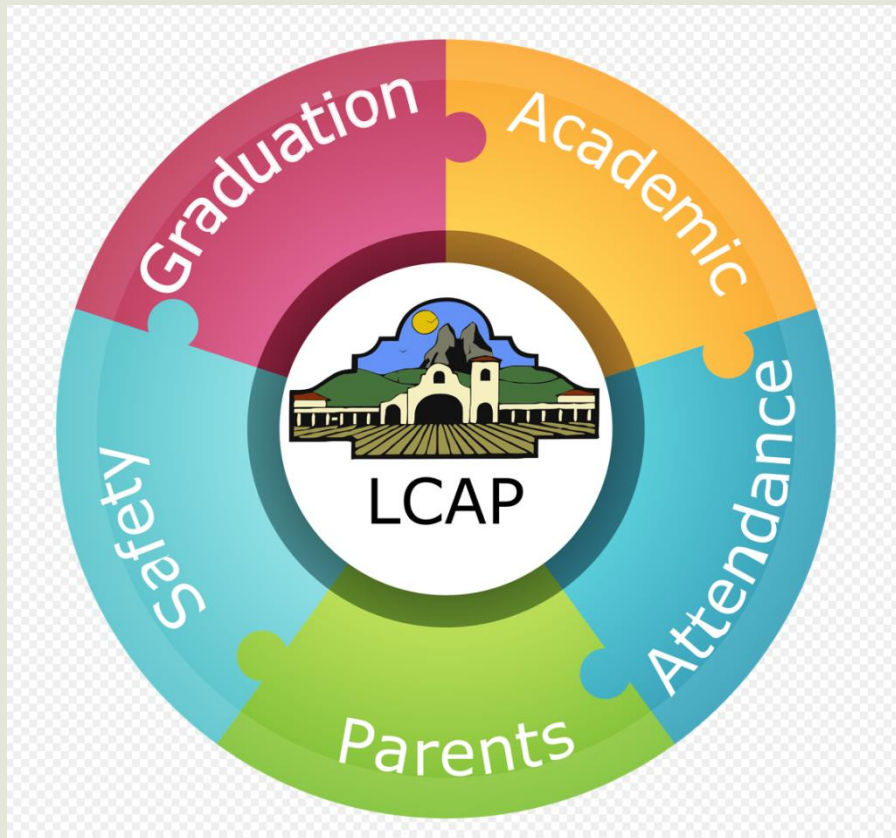 Graduation
Academic
Attendance
Parents
Safety
LCAP